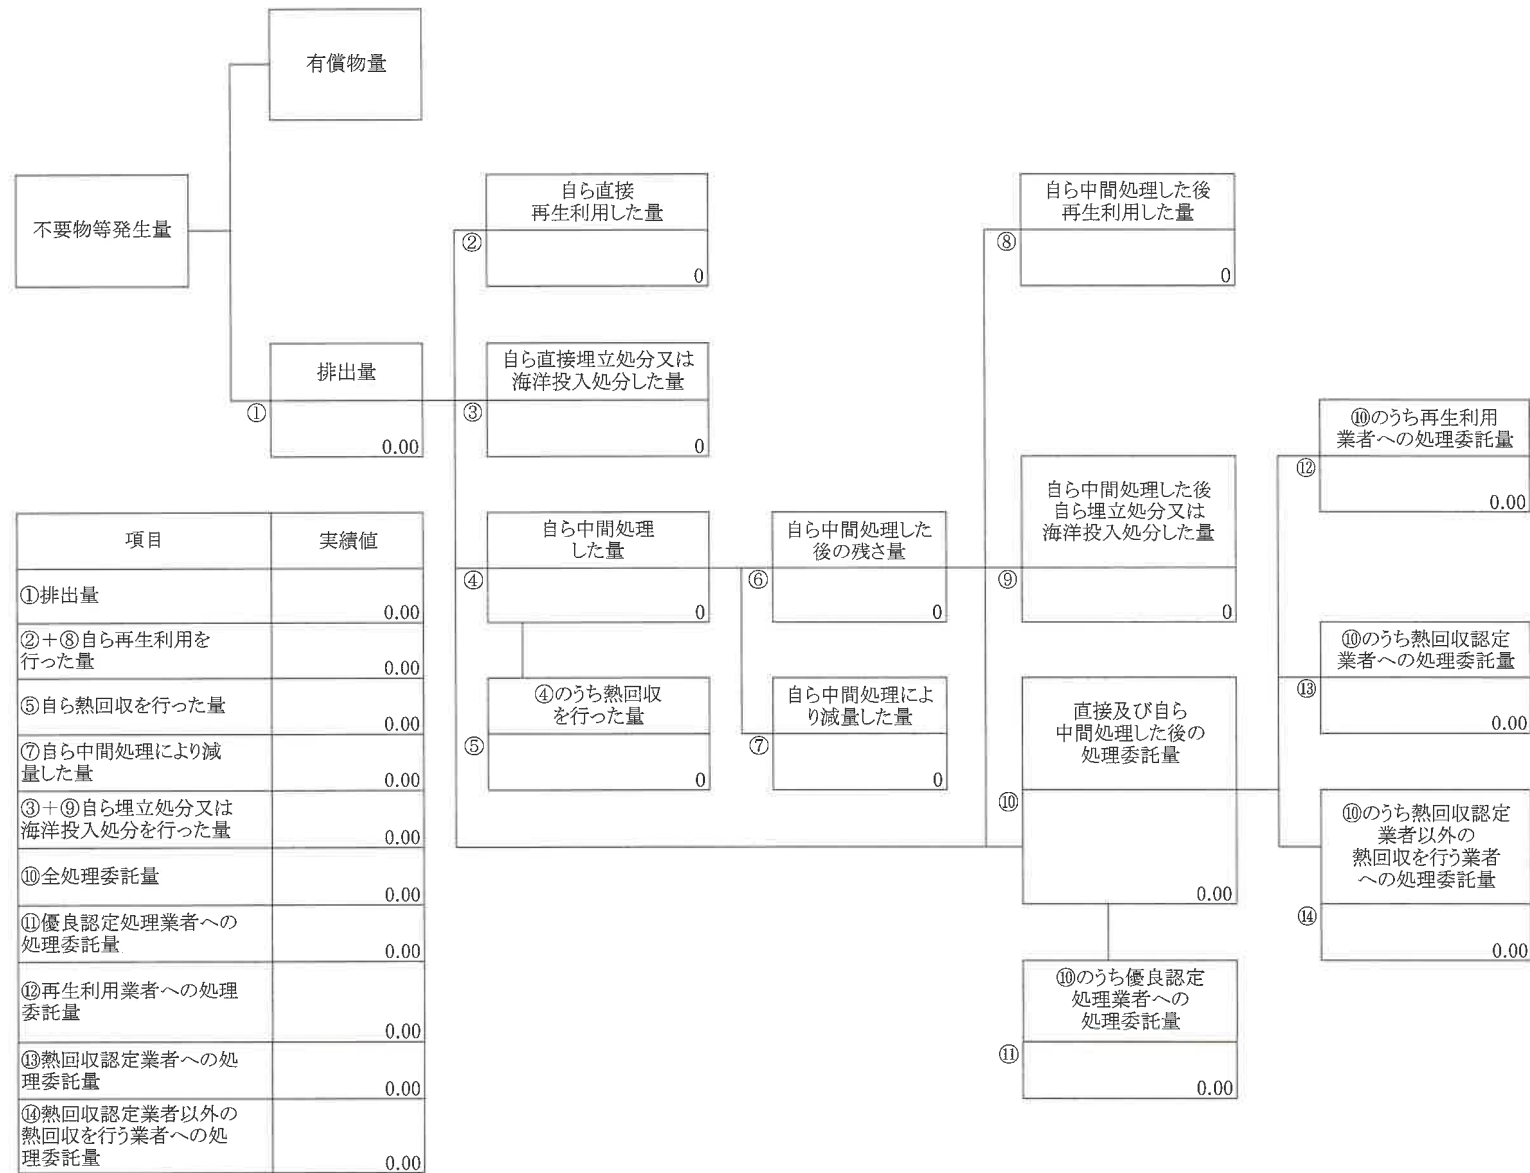 有償物量
不要物等発生量
自ら直接
再生利用した量
②
0
自ら中間処理した後
再生利用した量
⑧
0
排出量
①
0.00
自ら直接埋立処分又は
海洋投入処分した量
③
0
⑩のうち再生利用
業者への処理委託量
⑫
0.00
自ら中間処理
した量
④
0
自ら中間処理した
後の残さ量
⑥
0
自ら中間処理した後
自ら埋立処分又は
海洋投入処分した量
⑨
0
⑩のうち熱回収認定
業者への処理委託量
⑬
0.00
④のうち熱回収
を行った量
⑤
0
自ら中間処理によ
り減量した量
⑦
0
直接及び自ら
中間処理した後の
処理委託量
⑩
0.00
⑩のうち熱回収認定
業者以外の
熱回収を行う業者
への処理委託量
⑭
0.00
⑩のうち優良認定
処理業者への
処理委託量
⑪
0.00
項目 実績値
①排出量
0.00
②+⑧自ら再生利用を
行った量
0.00
⑤自ら熱回収を行った量
0.00
⑦自ら中間処理により減
量した量
0.00
③+⑨自ら埋立処分又は
海洋投入処分を行った量
0.00
⑩全処理委託量
0.00
⑪優良認定処理業者への
処理委託量
0.00
⑫再生利用業者への処理
委託量
0.00
⑬熱回収認定業者への処
理委託量
0.00
⑭熱回収認定業者以外の
熱回収を行う業者への処
理委託量
0.00